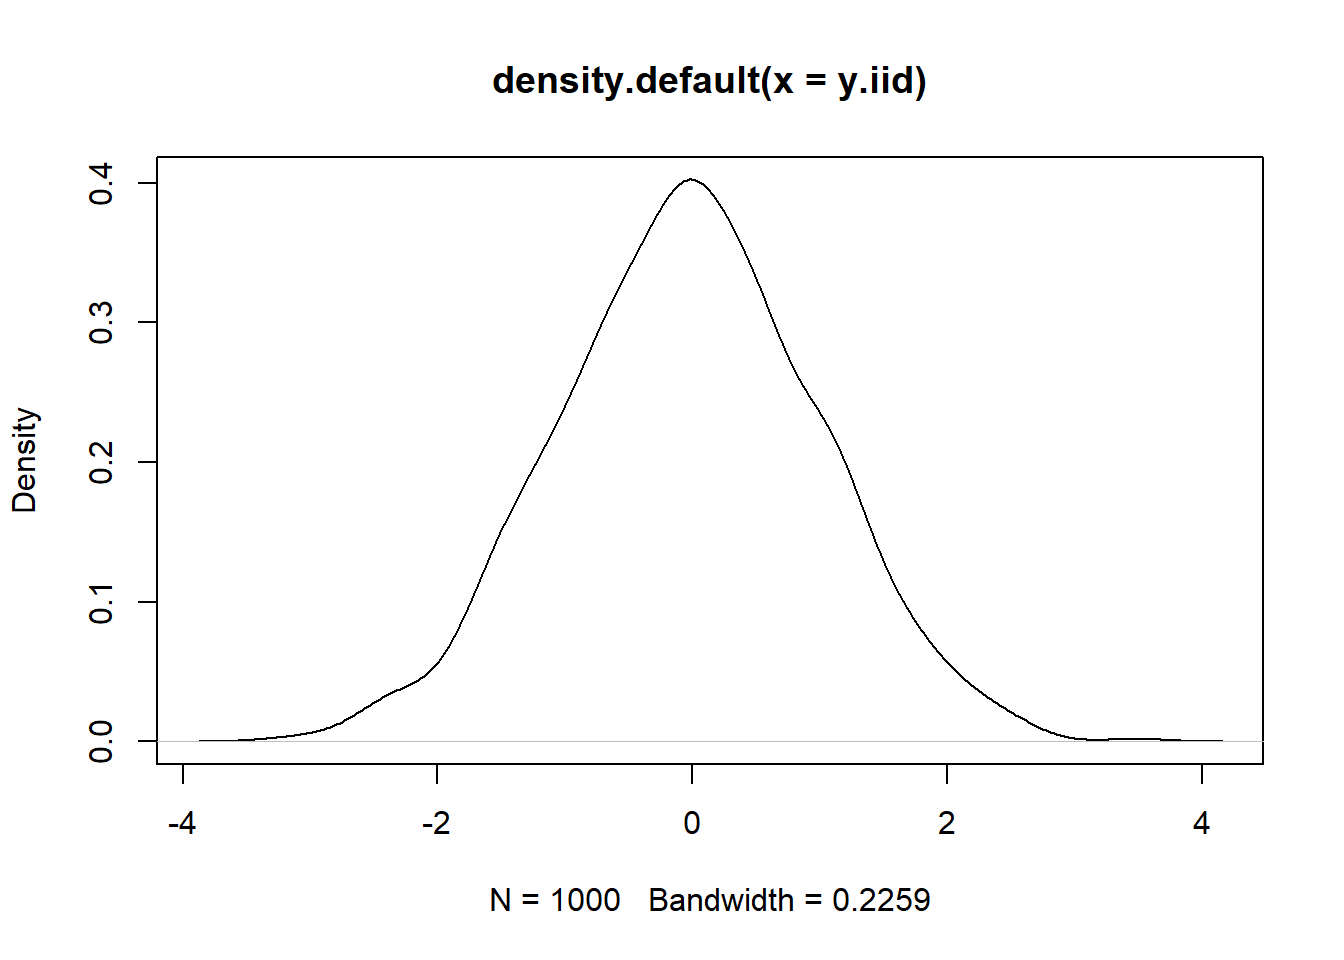 density.default(x = y.iid)
Density
0.4
0.3
0.2
0.1
0.0
-4 -2 0 2 4
N = 1000   Bandwidth = 0.2259